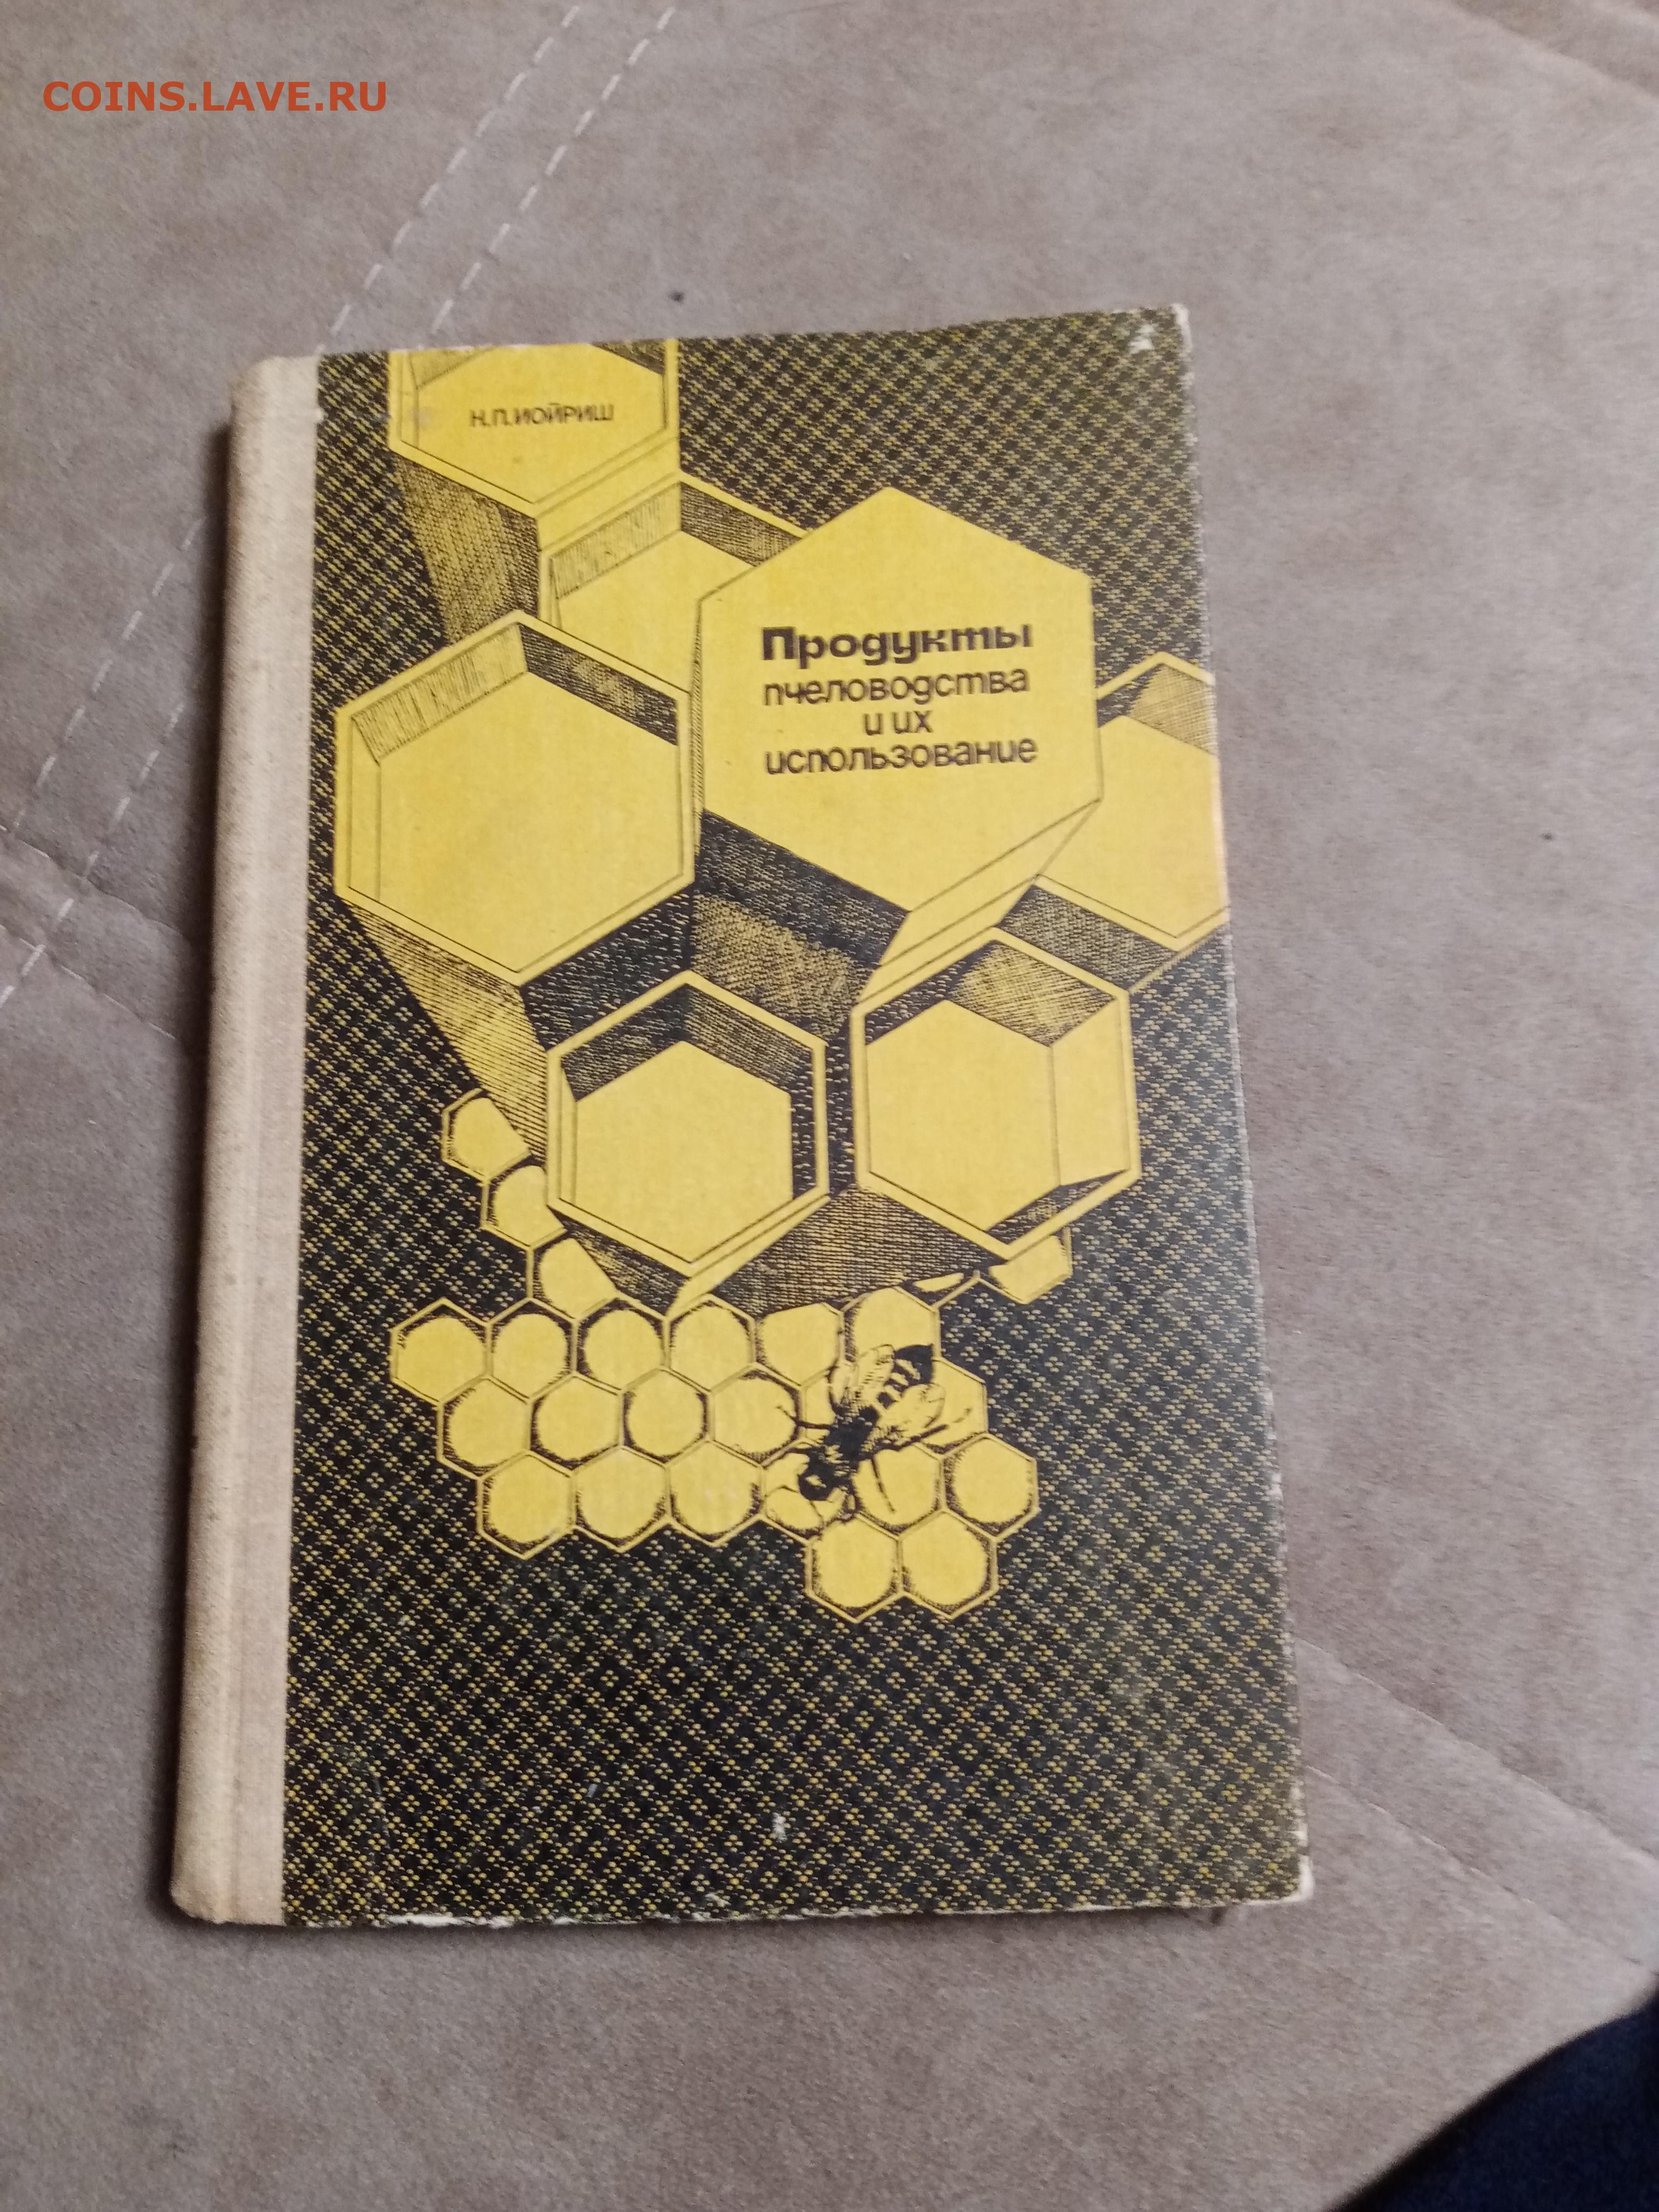 COINS.LAVE.RU
Н.П.ИОЙРИШ
Продукты
пчеловодства
и их
использование